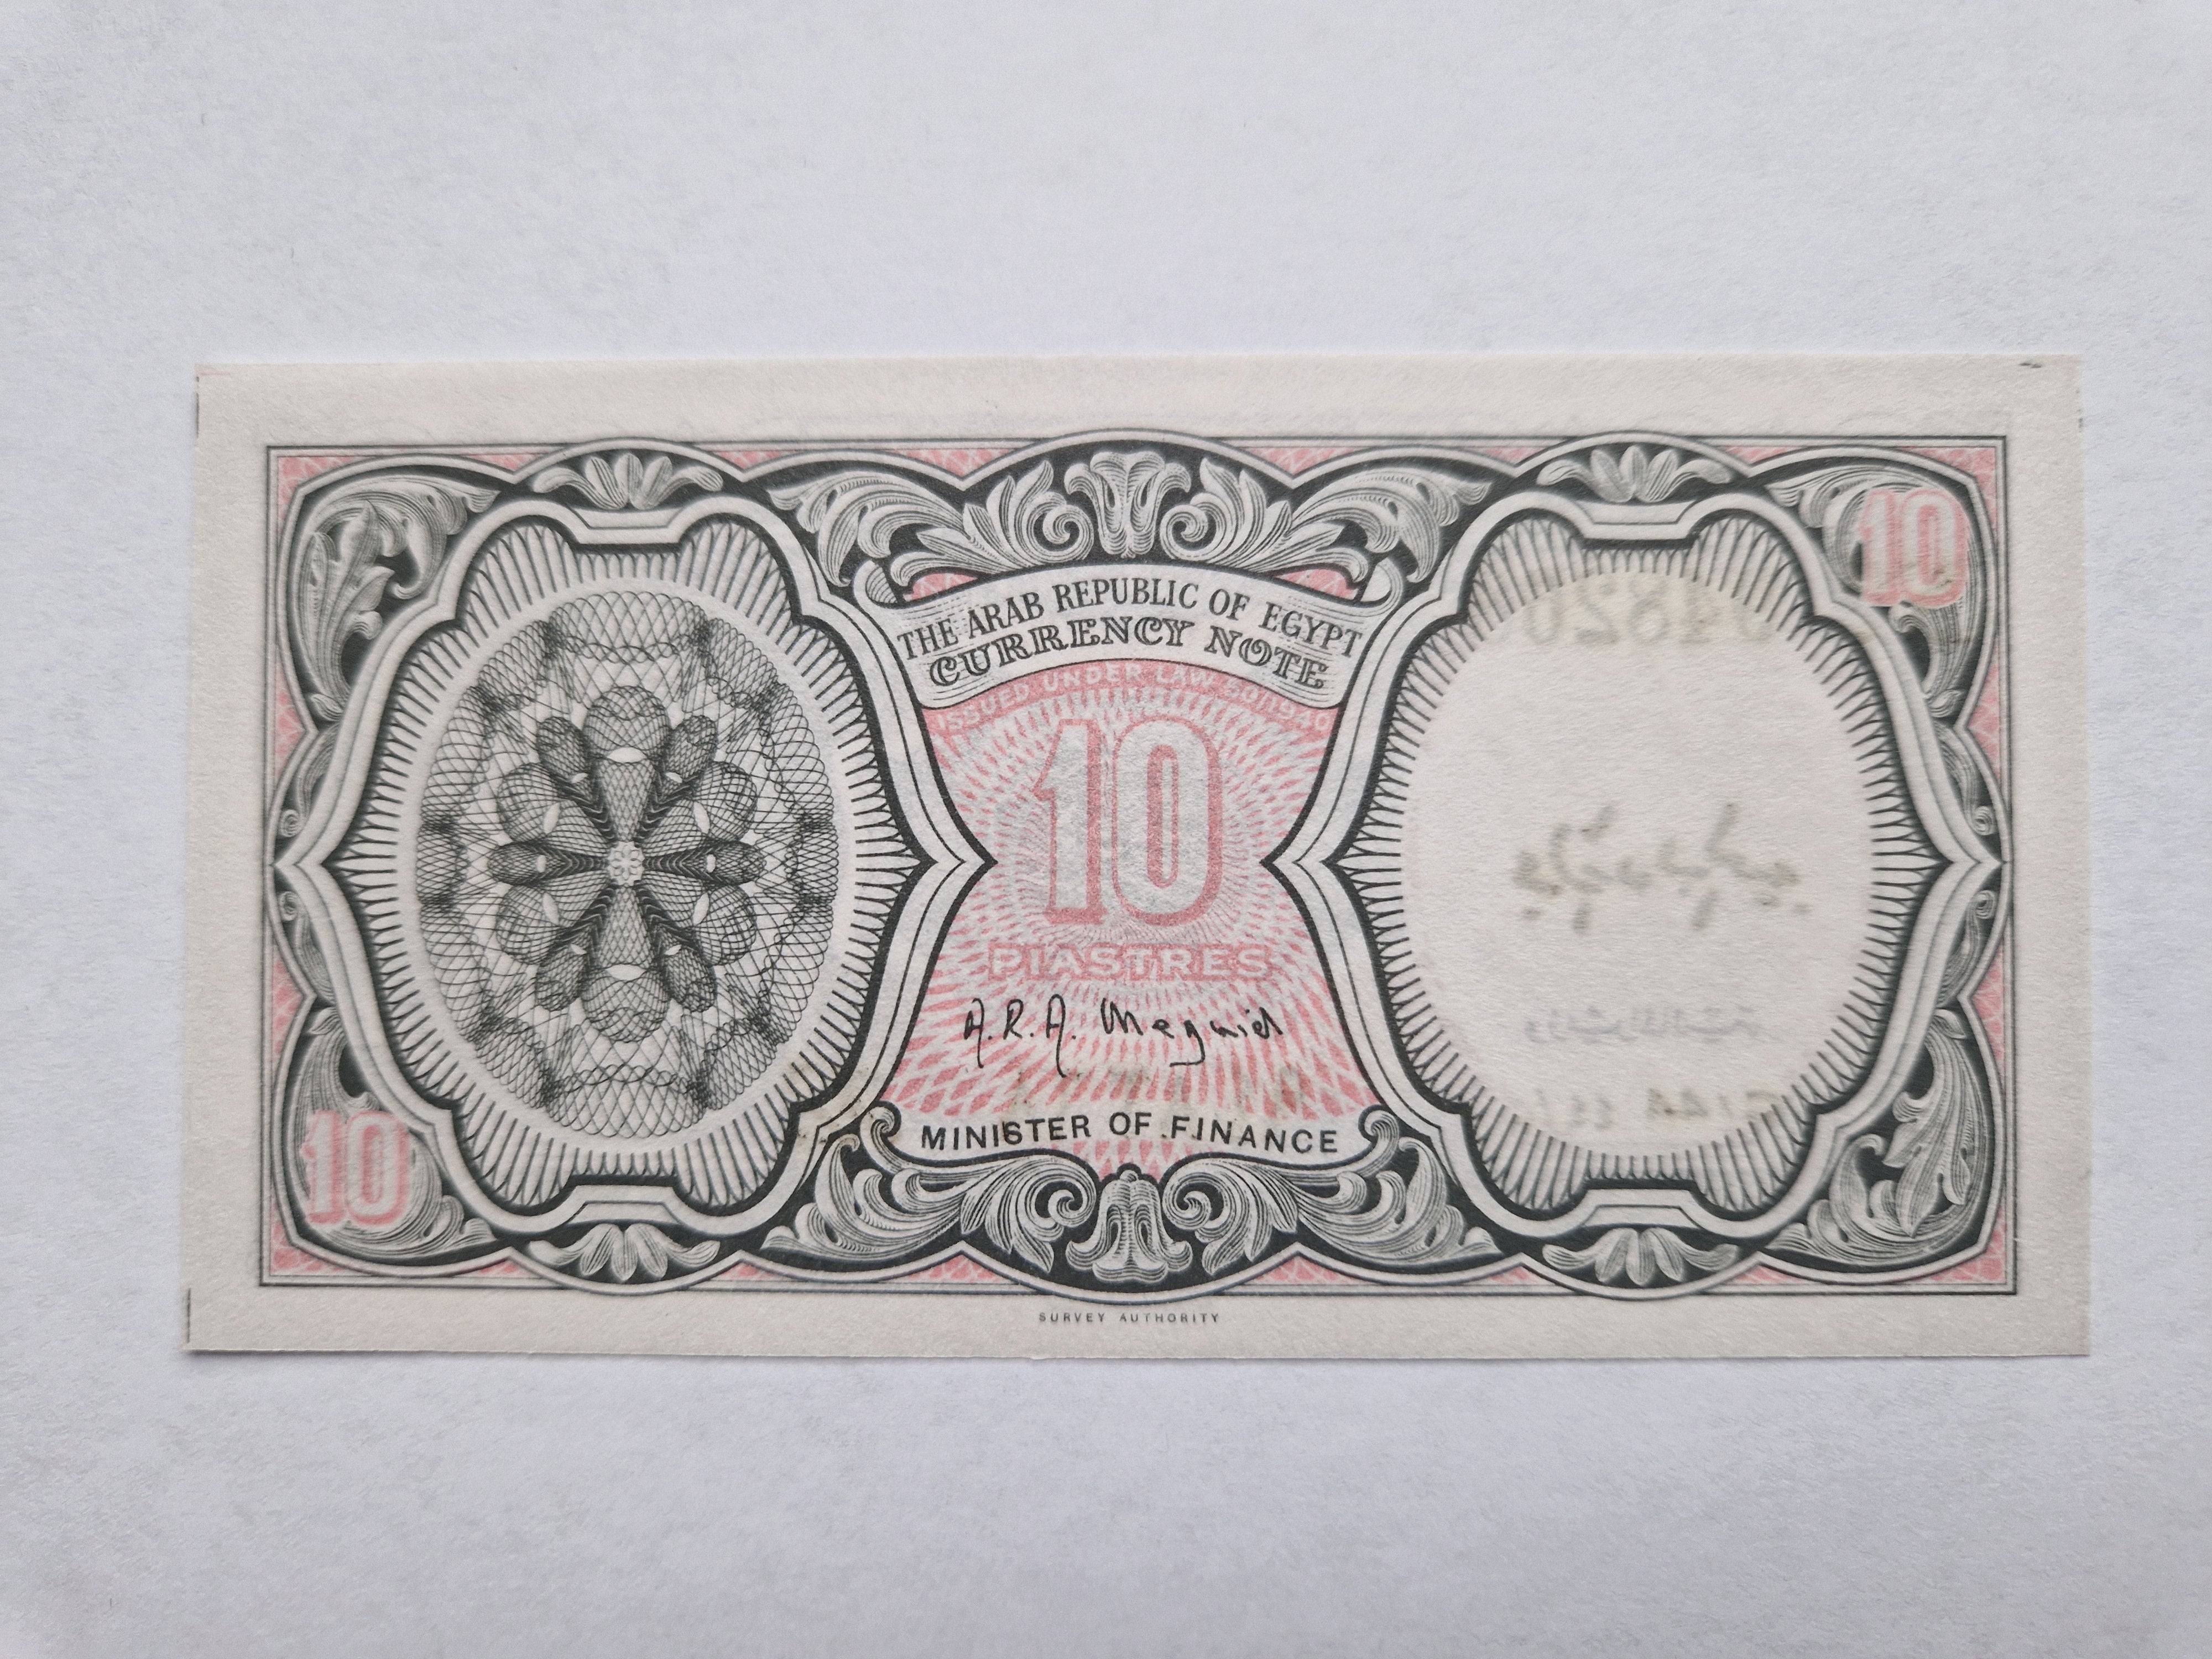 THE ARAB REPUBLIC OF EGYPT
CURRENCY NOTE
ISSUED UNDER LAW 50/1940
10
10
PIASTRES
A. R. A. Meguid
MINISTER OF FINANCE
10
SURVEY AUTHORITY